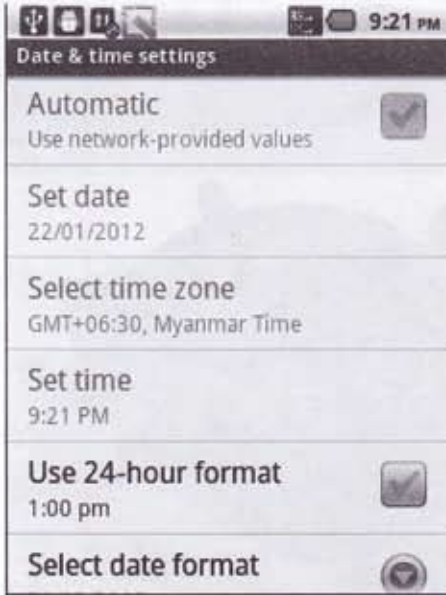 9:21 PM
Date & time settings
Automatic
Use network-provided values
Set date
22/01/2012
Select time zone
GMT+06:30, Myanmar Time
Set time
9:21 PM
Use 24-hour format
1:00 pm
Select date format